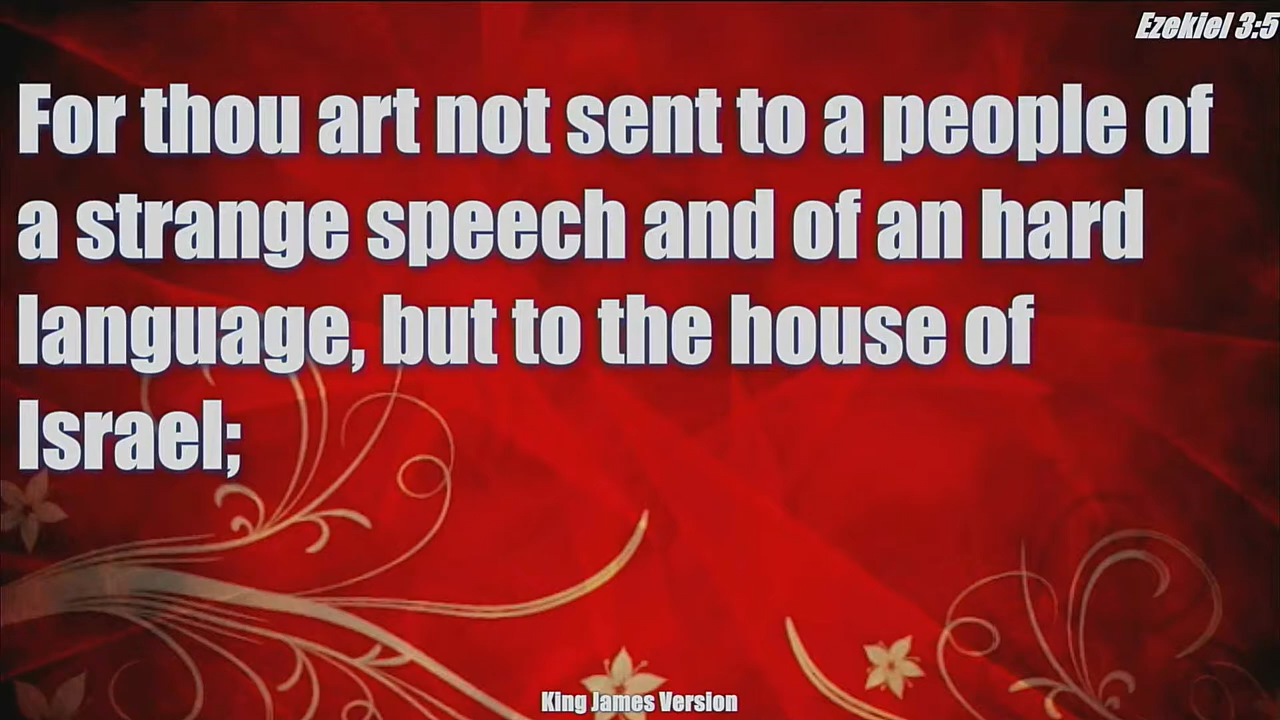 Ezekiel 3:5
For thou art not sent to a people of
a strange speech and of an hard
language, but to the house of
Israel;
King James Version